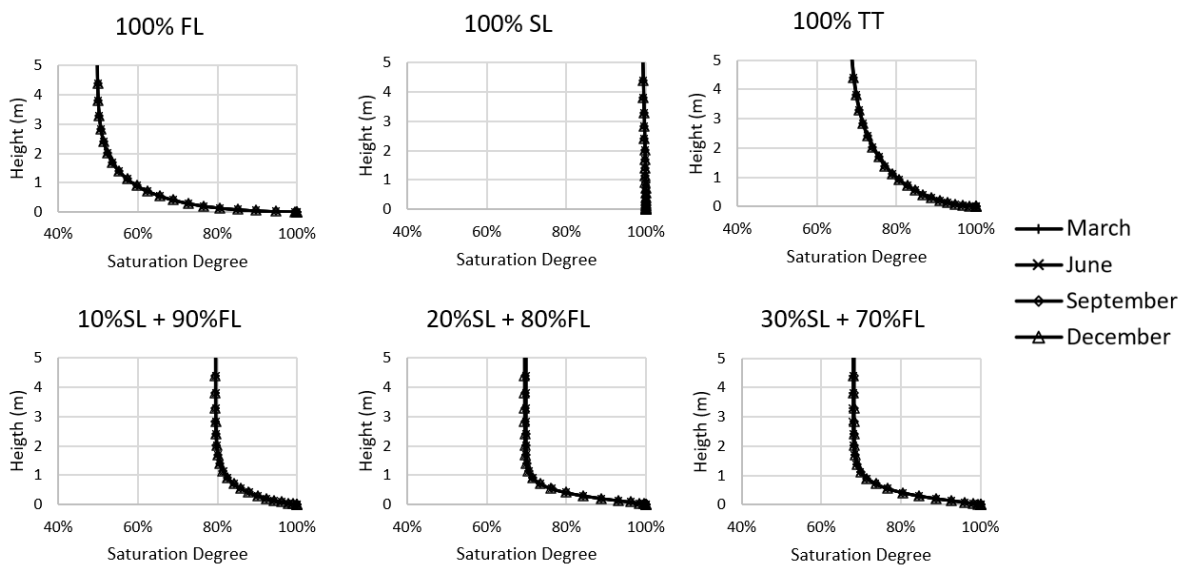 100% FL
5
4
3
2
1
0
Height (m)
40%
60%
80%
100%
Saturation Degree
100% SL
5
4
3
2
1
0
Height (m)
40%
60%
80%
100%
Saturation Degree
100% TT
5
4
3
2
1
0
Height (m)
40%
60%
80%
100%
Saturation Degree
10%SL + 90%FL
5
4
3
2
1
0
Heigth (m)
40%
60%
80%
100%
Saturation Degree
20%SL + 80%FL
5
4
3
2
1
0
Height (m)
40%
60%
80%
100%
Saturation Degree
30%SL + 70%FL
5
4
3
2
1
0
Heigth (m)
40%
60%
80%
100%
Saturation Degree
March
June
September
December